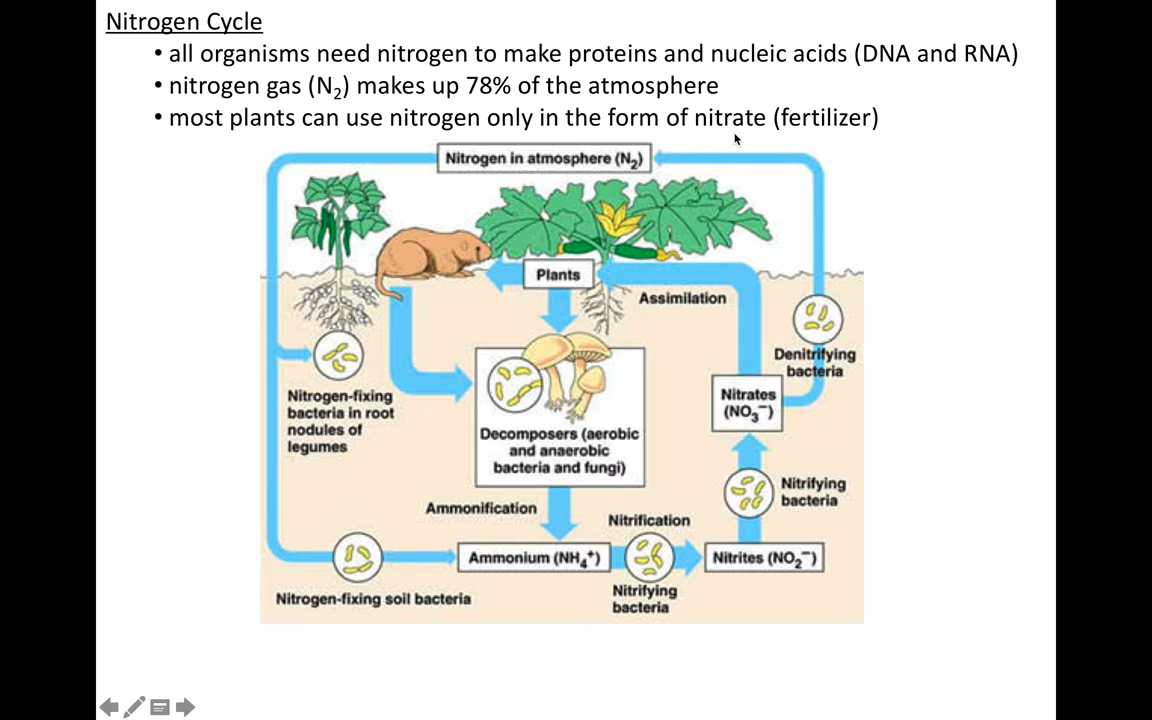 Nitrogen Cycle
• all organisms need nitrogen to make proteins and nucleic acids (DNA and RNA)
• nitrogen gas (N₂) makes up 78% of the atmosphere
• most plants can use nitrogen only in the form of nitrate (fertilizer)
Nitrogen in atmosphere (N₂)
Plants
Assimilation
Denitrifying
bacteria
Nitrogen-fixing
bacteria in root
nodules of
legumes
Nitrates
(NO₃⁻)
Decomposers (aerobic
and anaerobic
bacteria and fungi)
Nitrifying
bacteria
Ammonification
Nitrification
Ammonium (NH₄⁺)
Nitrites (NO₂⁻)
Nitrogen-fixing soil bacteria
Nitrifying
bacteria